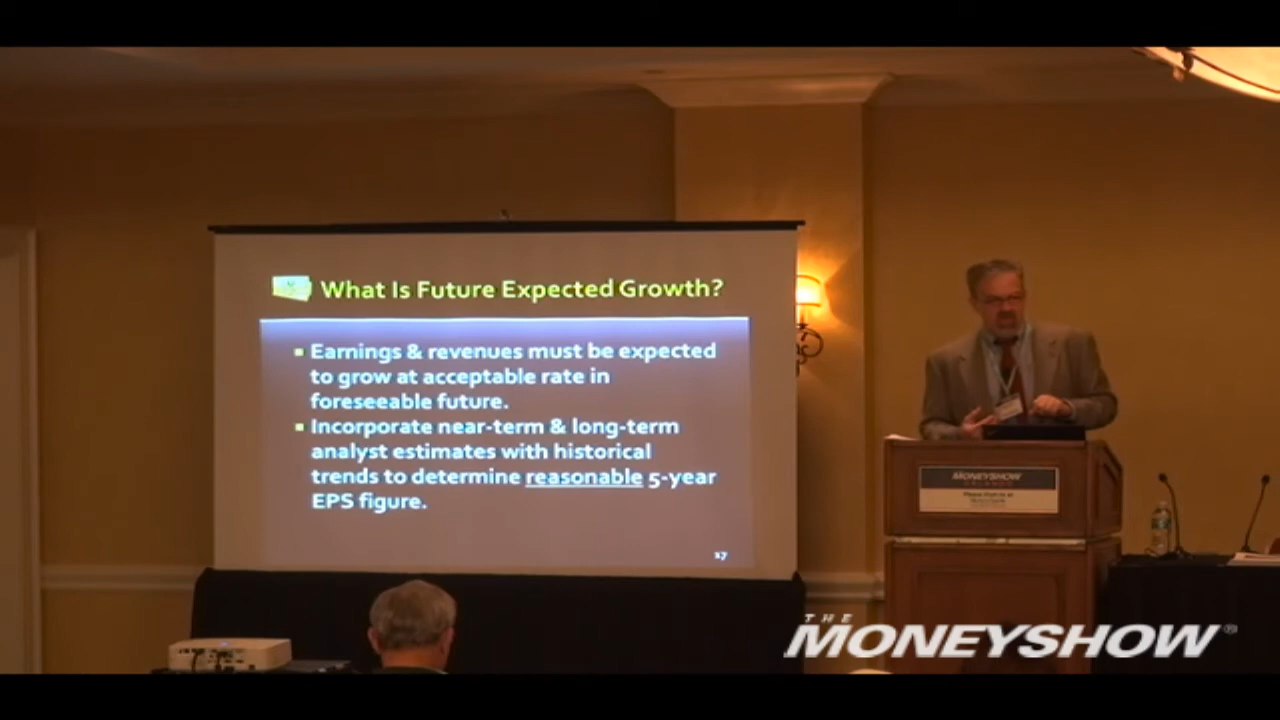 What Is Future Expected Growth?
▪ Earnings & revenues must be expected
to grow at acceptable rate in
foreseeable future.
▪ Incorporate near-term & long-term
analyst estimates with historical
trends to determine reasonable 5-year
EPS figure.
17
MONEYSHOW
ORLANDO
THE
MONEYSHOW®